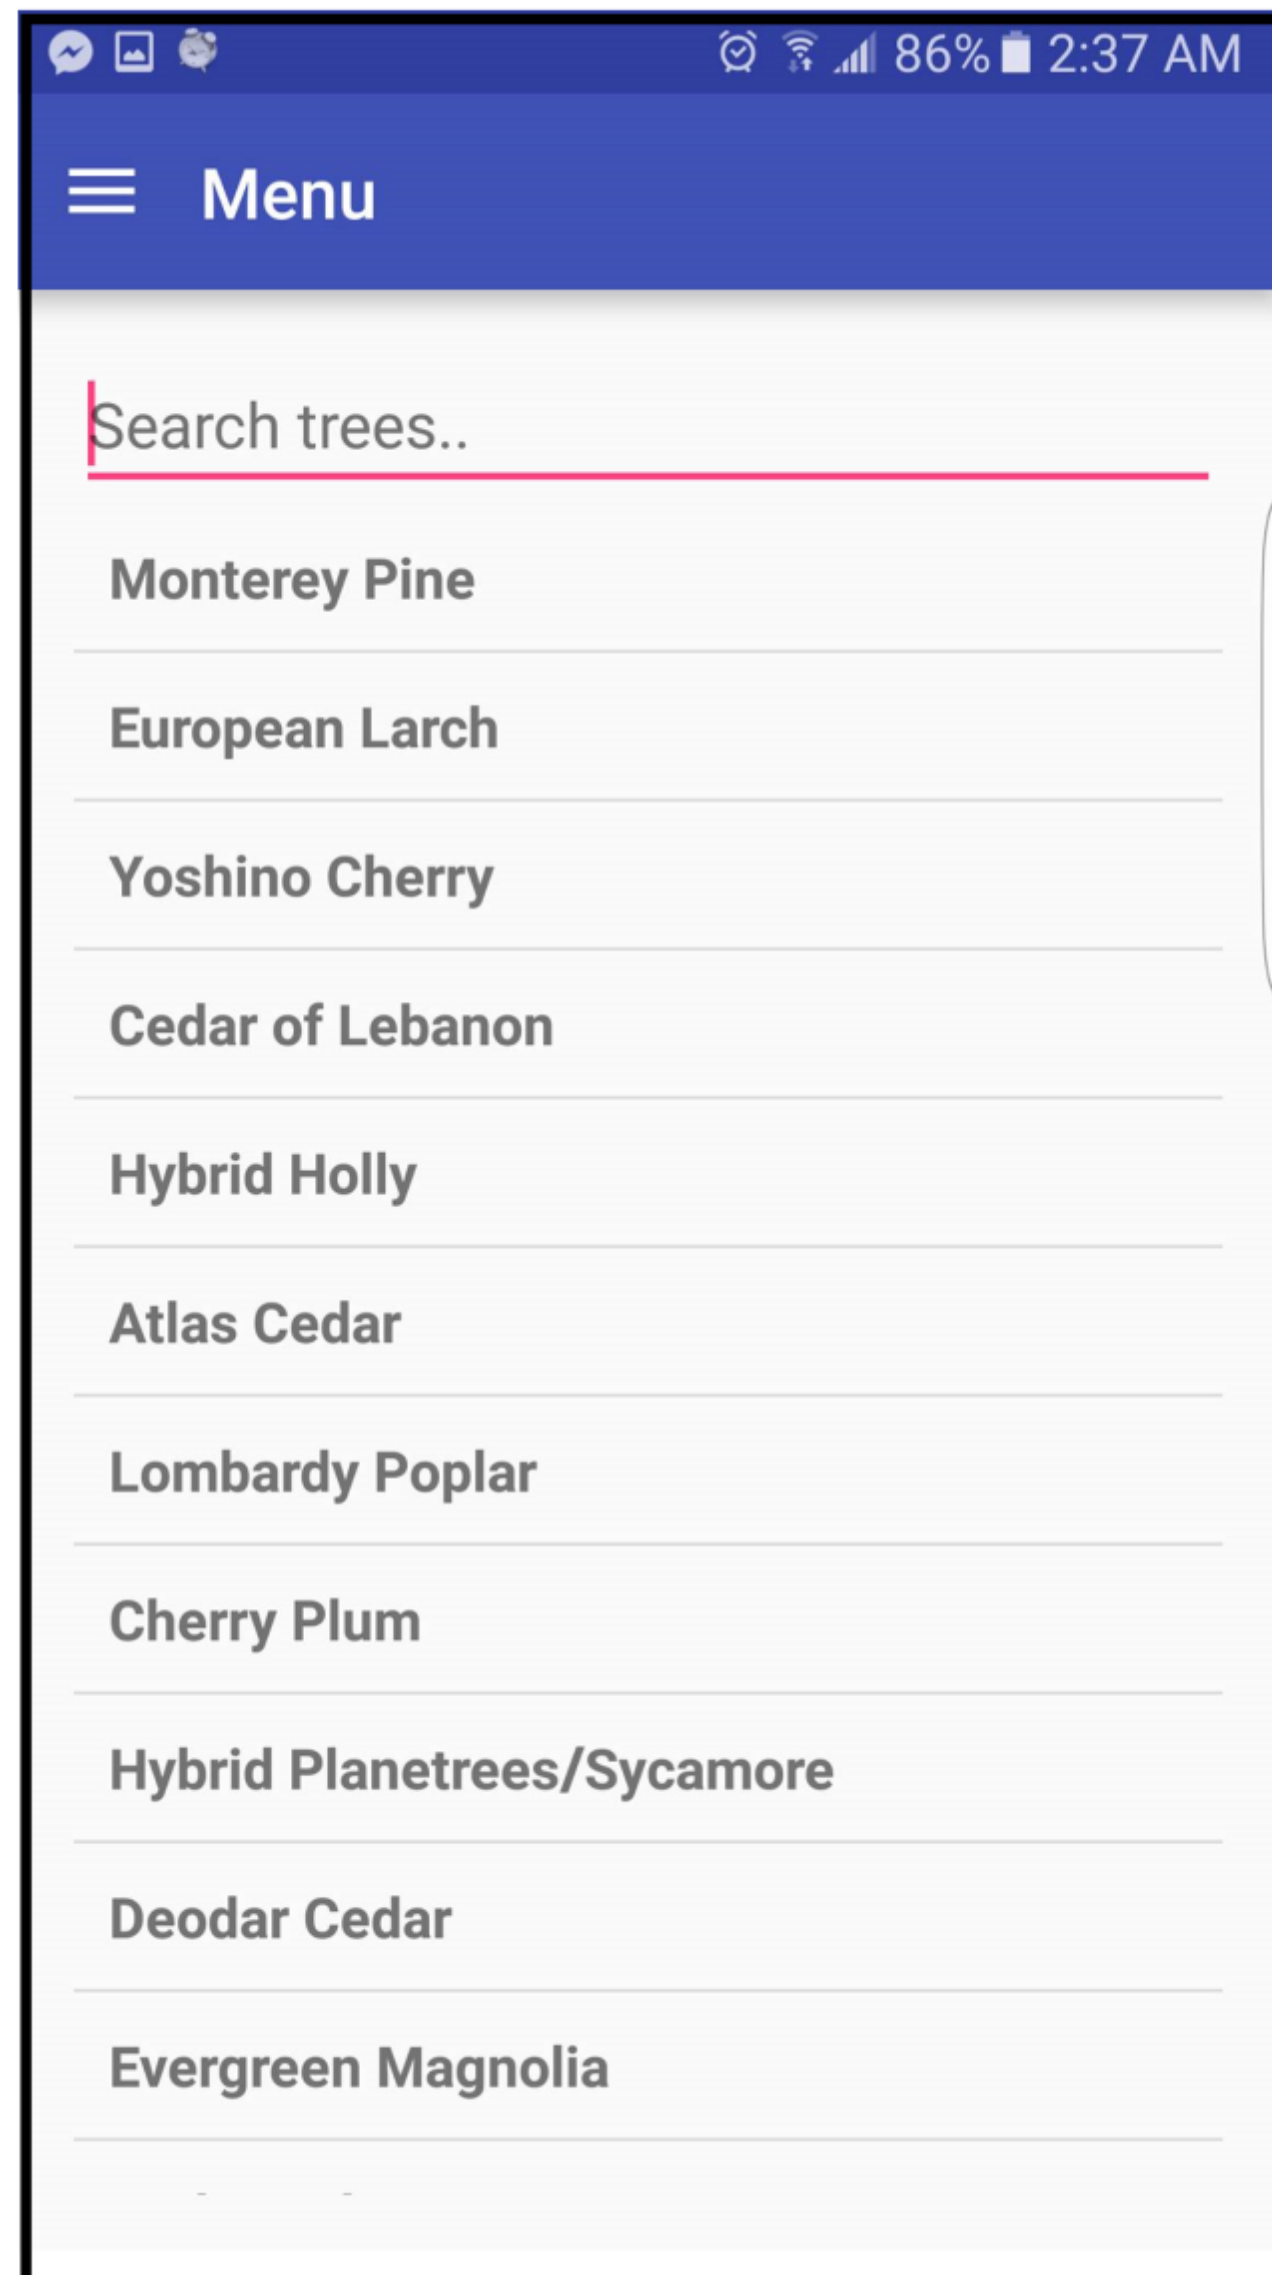 86% 2:37 AM
Menu
Search trees..
Monterey Pine
European Larch
Yoshino Cherry
Cedar of Lebanon
Hybrid Holly
Atlas Cedar
Lombardy Poplar
Cherry Plum
Hybrid Planetrees/Sycamore
Deodar Cedar
Evergreen Magnolia